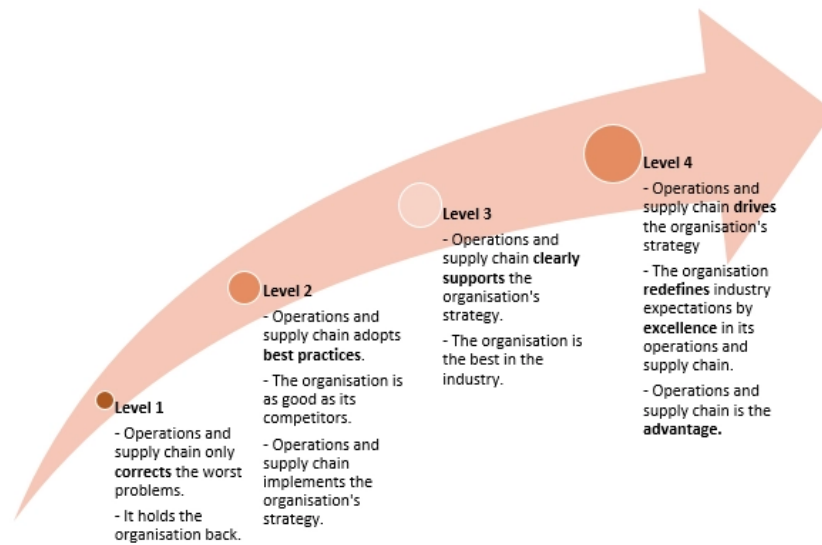 Level 1
- Operations and
supply chain only
corrects the worst
problems.
- It holds the
organisation back.
Level 2
- Operations and
supply chain adopts
best practices.
- The organisation is
as good as its
competitors.
- Operations and
supply chain
implements the
organisation's
strategy.
Level 3
- Operations and
supply chain clearly
supports the
organisation's
strategy.
- The organisation is
the best in the
industry.
Level 4
- Operations and
supply chain drives
the organisation's
strategy
- The organisation
redefines industry
expectations by
excellence in its
operations and
supply chain.
- Operations and
supply chain is the
advantage.